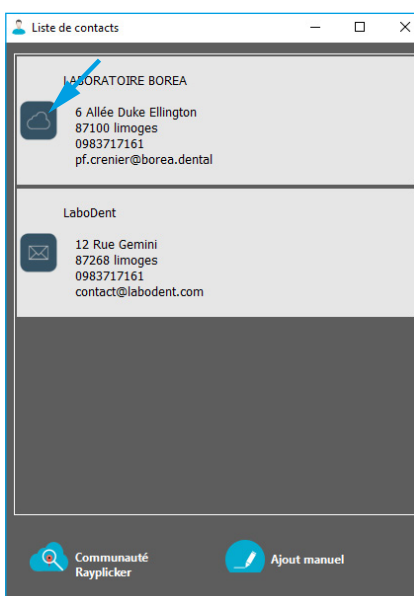 Liste de contacts
LABORATOIRE BOREA
6 Allée Duke Ellington
87100 limoges
0983717161
pf.crenier@borea.dental
LaboDent
12 Rue Gemini
87268 limoges
0983717161
contact@labodent.com
Communauté
Rayplicker
Ajout manuel